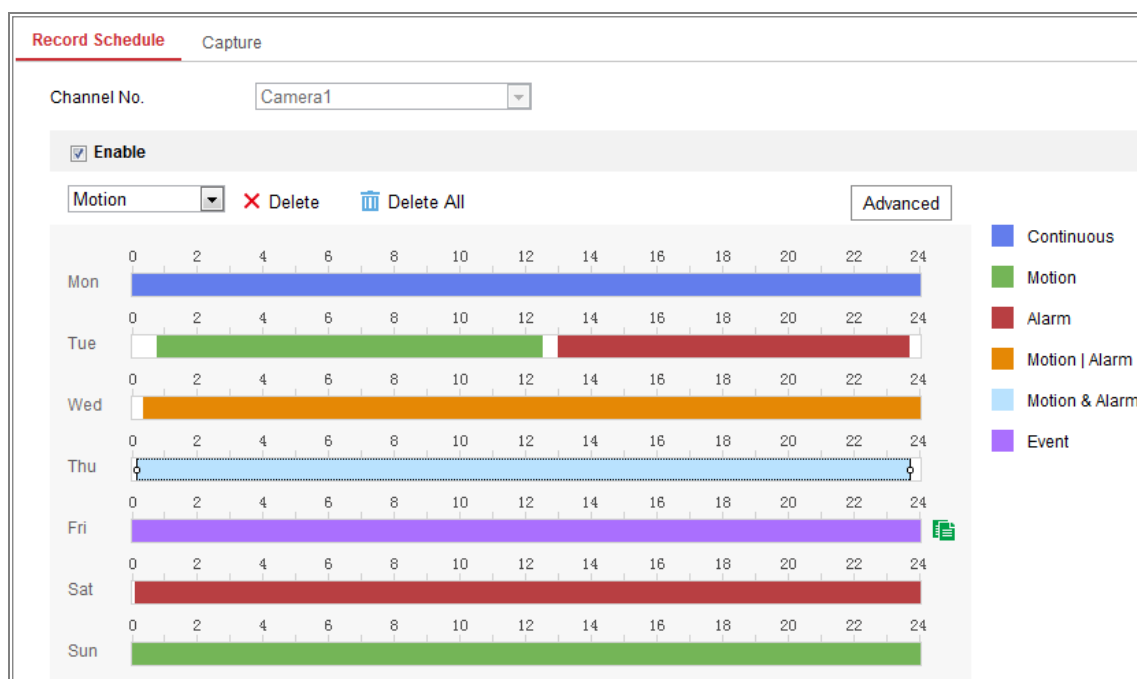 Record Schedule Capture
Channel No. Camera1
Enable
Motion Delete Delete All Advanced
Continuous
Motion
Alarm
Motion | Alarm
Motion & Alarm
Event
0 2 4 6 8 10 12 14 16 18 20 22 24
Mon
0 2 4 6 8 10 12 14 16 18 20 22 24
Tue
0 2 4 6 8 10 12 14 16 18 20 22 24
Wed
0 2 4 6 8 10 12 14 16 18 20 22 24
Thu
0 2 4 6 8 10 12 14 16 18 20 22 24
Fri
0 2 4 6 8 10 12 14 16 18 20 22 24
Sat
0 2 4 6 8 10 12 14 16 18 20 22 24
Sun